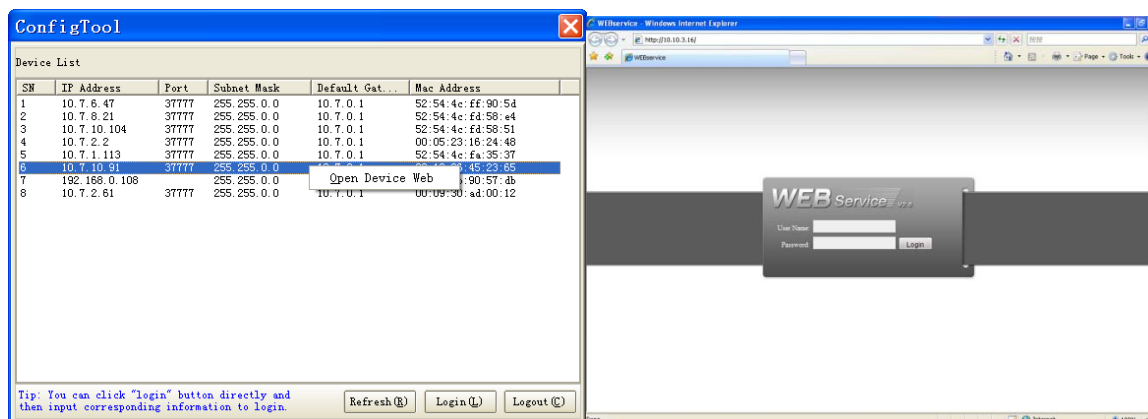 ConfigTool
Device List
SN IP Address Port Subnet Mask Default Gat... Mac Address
1 10.7.6.47 37777 255.255.0.0 10.7.0.1 52:54:4c:ff:90:5d
2 10.7.8.21 37777 255.255.0.0 10.7.0.1 52:54:4c:fd:58:e4
3 10.7.10.104 37777 255.255.0.0 10.7.0.1 52:54:4c:fd:58:51
4 10.7.2.2 37777 255.255.0.0 10.7.0.1 00:05:23:16:24:48
5 10.7.1.113 37777 255.255.0.0 10.7.0.1 52:54:4c:fa:35:37
6 10.7.10.91 37777 255.255.0.0 :45:23:65
7 192.168.0.108 255.255.0.0 :90:57:db
8 10.7.2.61 37777 255.255.0.0 10.7.0.1 00:09:30:ad:00:12
Open Device Web
Tip: You can click "login" button directly and
then input corresponding information to login.
Refresh(R) Login(L) Logout(C)
WEBservice - Windows Internet Explorer
http://10.10.3.16/
WEBservice
Page Tools
WEB Service
User Name:
Password:
Login
Internet